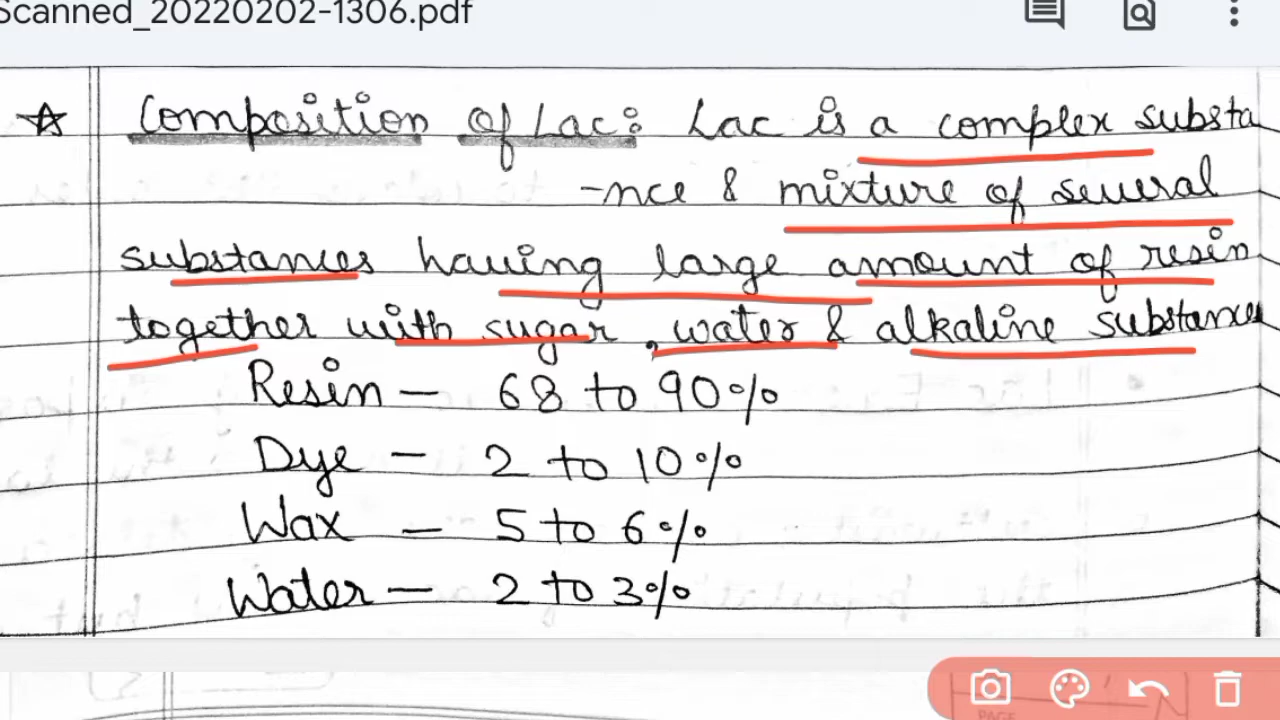 Scanned_20220202-1306.pdf
☆ Composition of Lac: Lac is a complex substa
-nce & mixture of several
substances having large amount of resin
together with sugar, water & alkaline substances
Resin — 68 to 90%
Dye — 2 to 10%
Wax — 5 to 6%
Water — 2 to 3%
PAGE